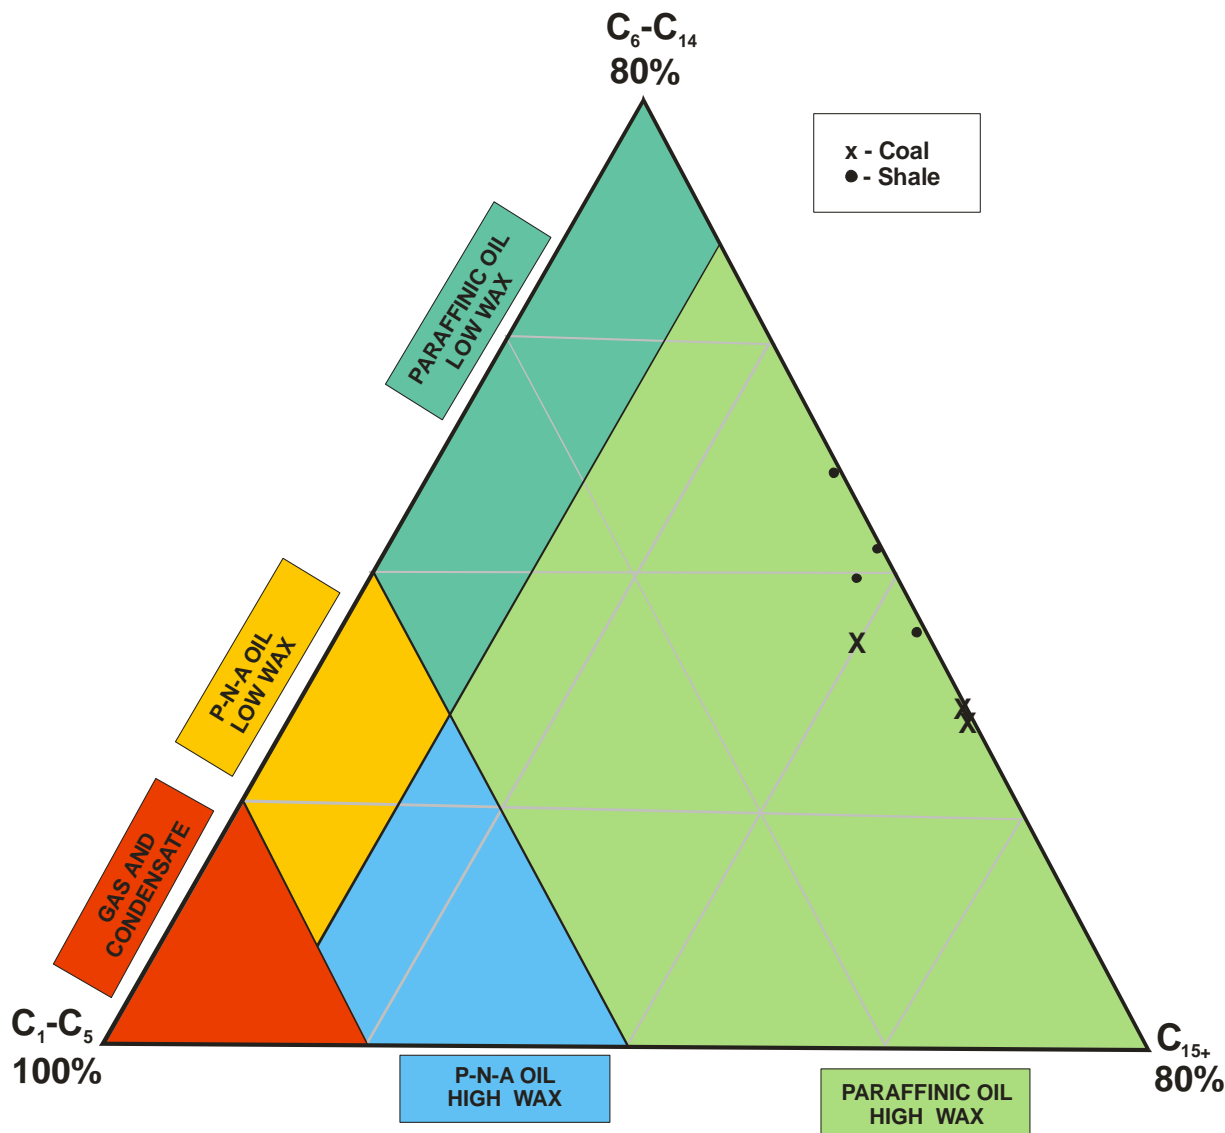 C₆-C₁₄
80%
x - Coal
● - Shale
PARAFFINIC OIL
LOW WAX
P-N-A OIL
LOW WAX
GAS AND
CONDENSATE
X
X
X
C₁-C₅
100%
C₁₅₊
80%
P-N-A OIL
HIGH WAX
PARAFFINIC OIL
HIGH WAX